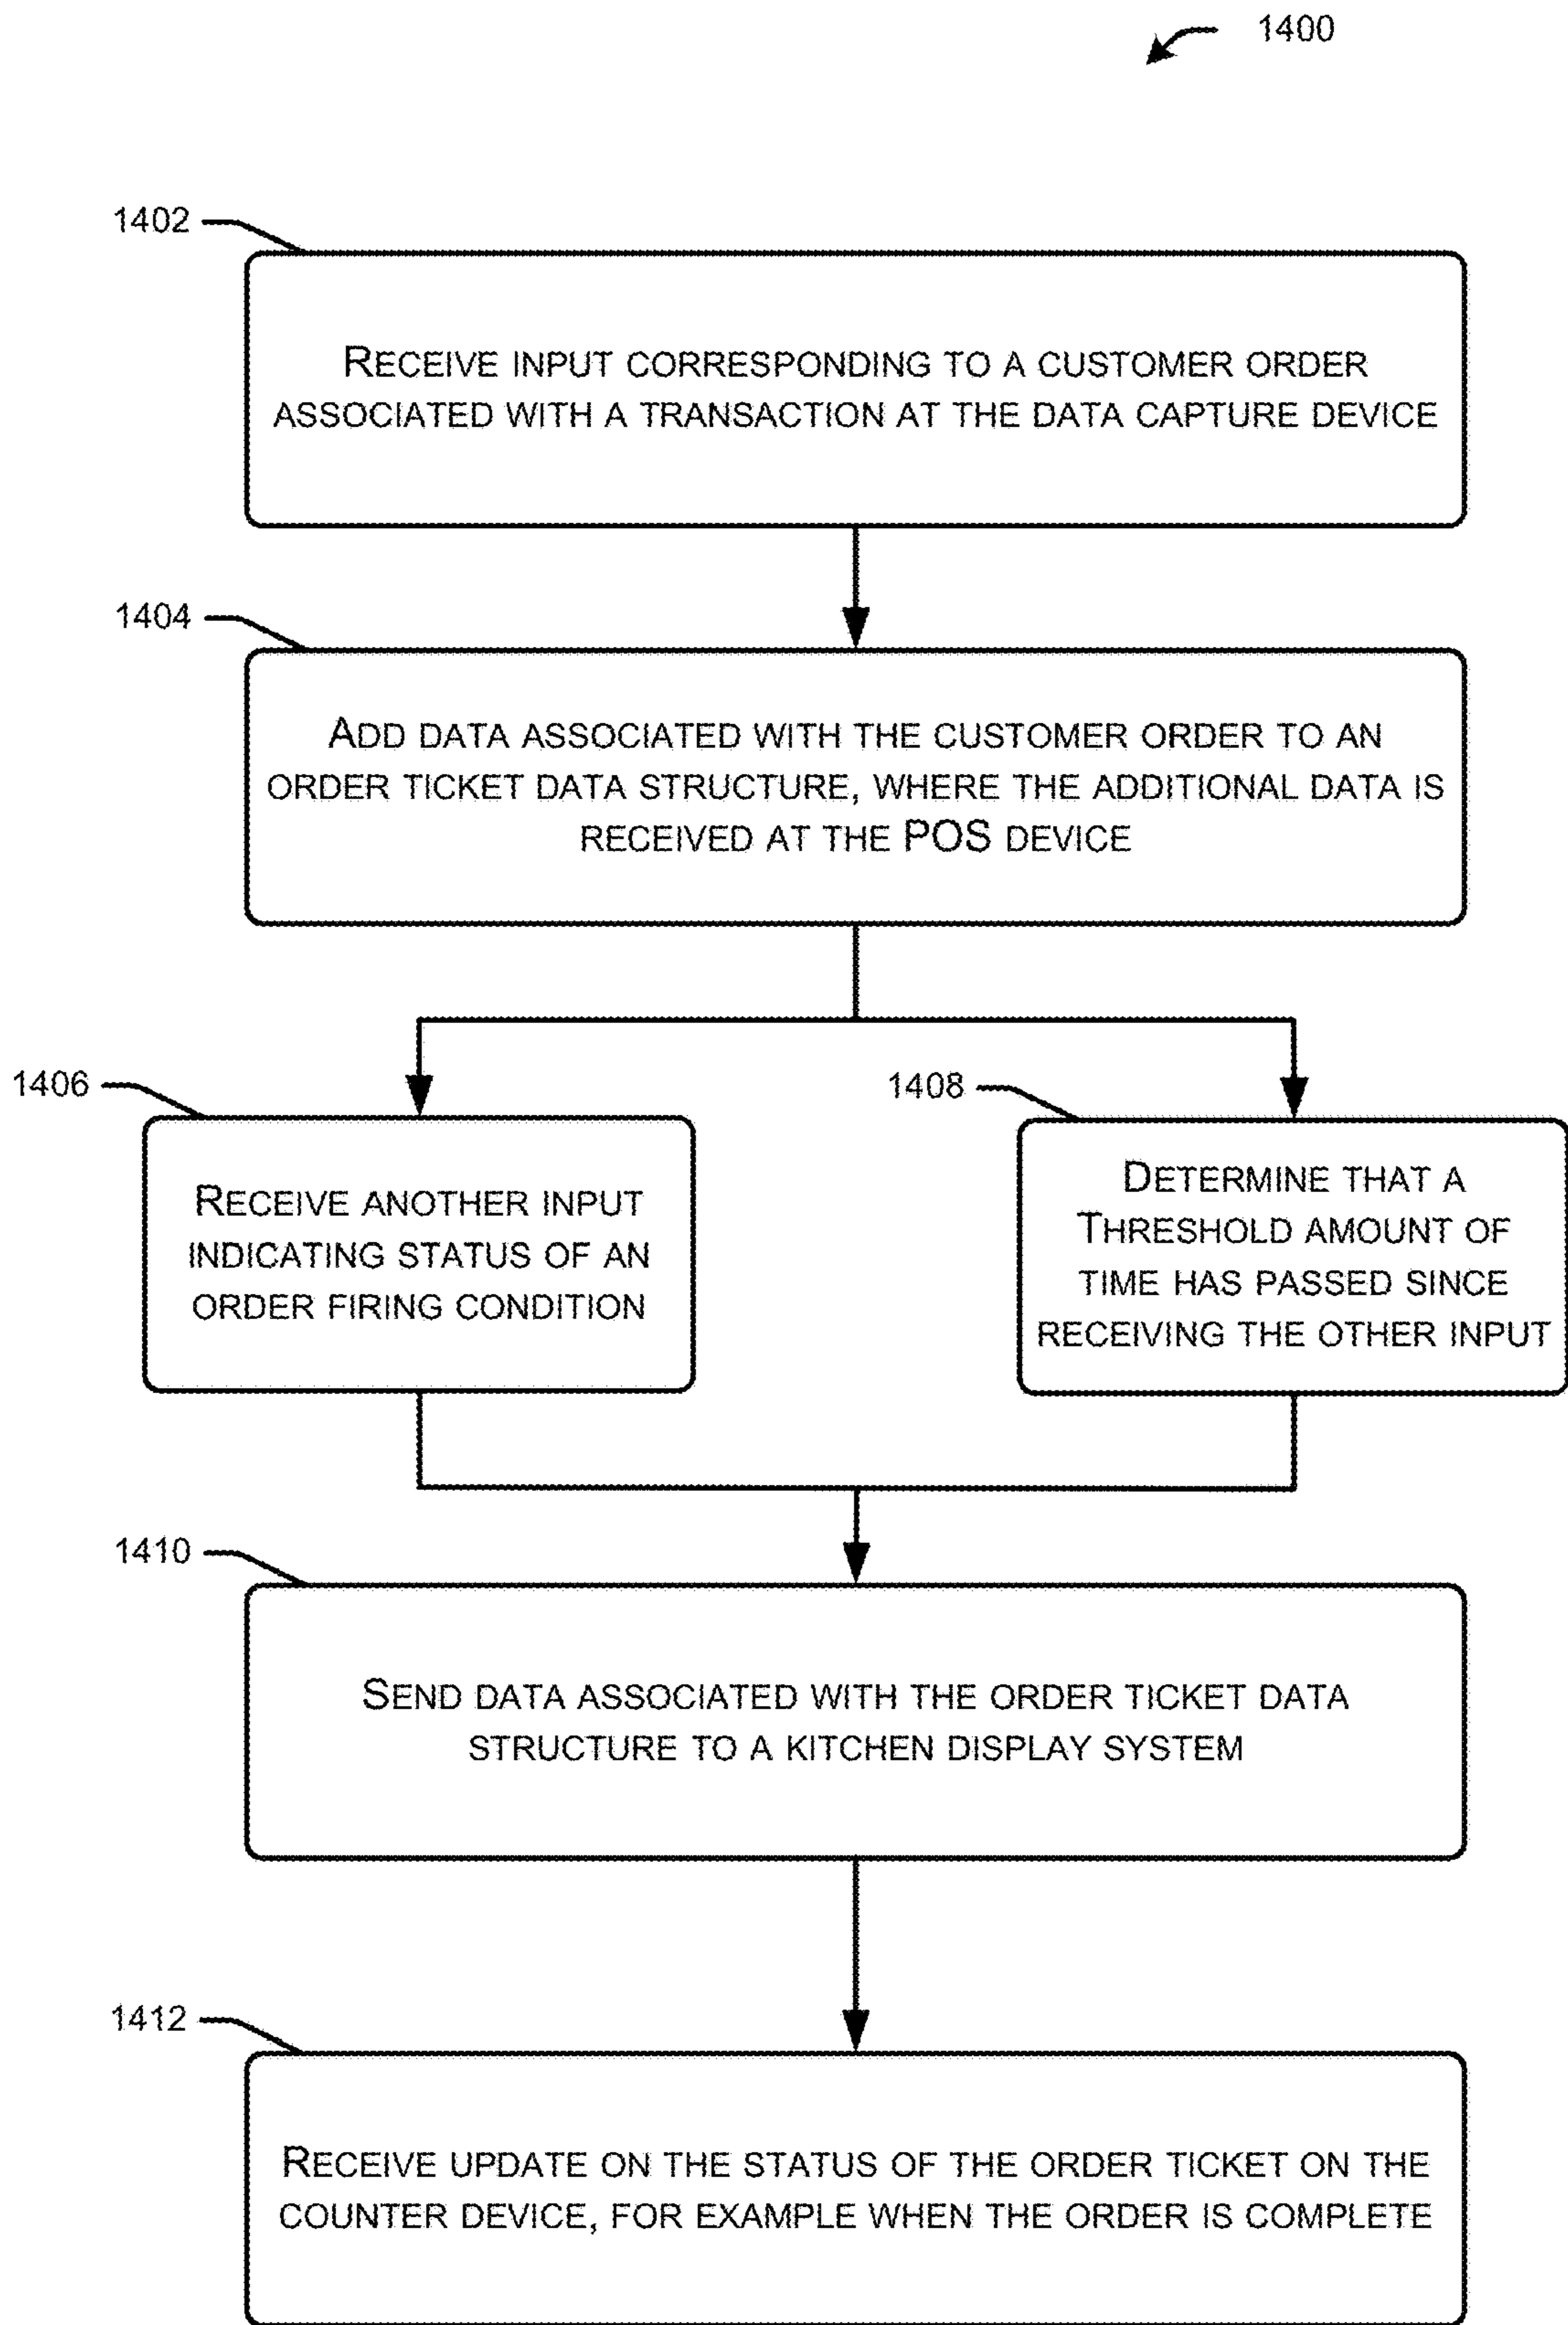 1400
1402
RECEIVE INPUT CORRESPONDING TO A CUSTOMER ORDER
ASSOCIATED WITH A TRANSACTION AT THE DATA CAPTURE DEVICE
1404
ADD DATA ASSOCIATED WITH THE CUSTOMER ORDER TO AN
ORDER TICKET DATA STRUCTURE, WHERE THE ADDITIONAL DATA IS
RECEIVED AT THE POS DEVICE
1406
RECEIVE ANOTHER INPUT
INDICATING STATUS OF AN
ORDER FIRING CONDITION
1408
DETERMINE THAT A
THRESHOLD AMOUNT OF
TIME HAS PASSED SINCE
RECEIVING THE OTHER INPUT
1410
SEND DATA ASSOCIATED WITH THE ORDER TICKET DATA
STRUCTURE TO A KITCHEN DISPLAY SYSTEM
1412
RECEIVE UPDATE ON THE STATUS OF THE ORDER TICKET ON THE
COUNTER DEVICE, FOR EXAMPLE WHEN THE ORDER IS COMPLETE